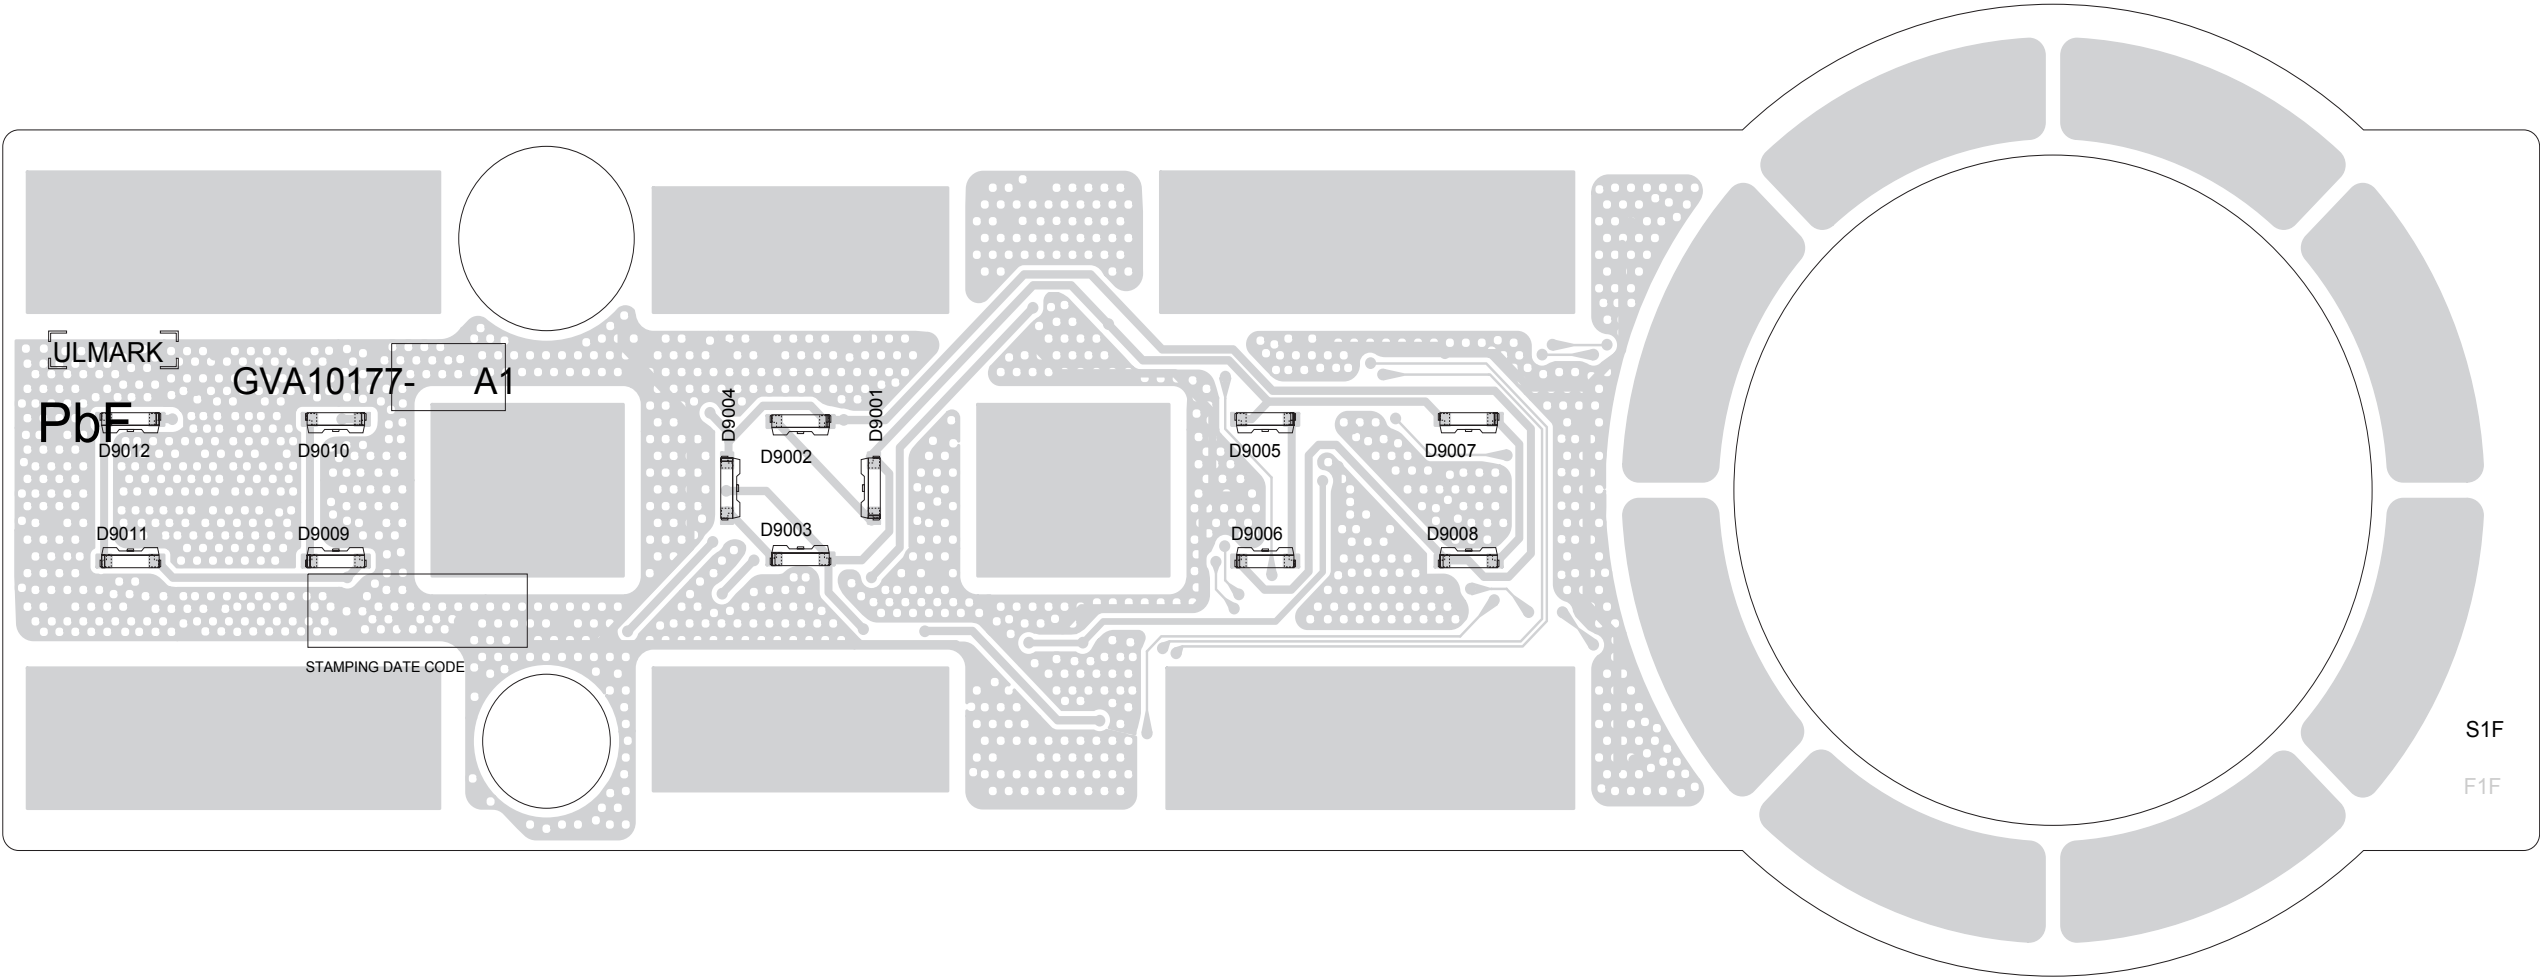 ULMARK
GVA10177- A1
PbF
D9012
D9010
D9004
D9002
D9001
D9005
D9007
D9011
D9009
D9003
D9006
D9008
STAMPING DATE CODE
S1F
F1F